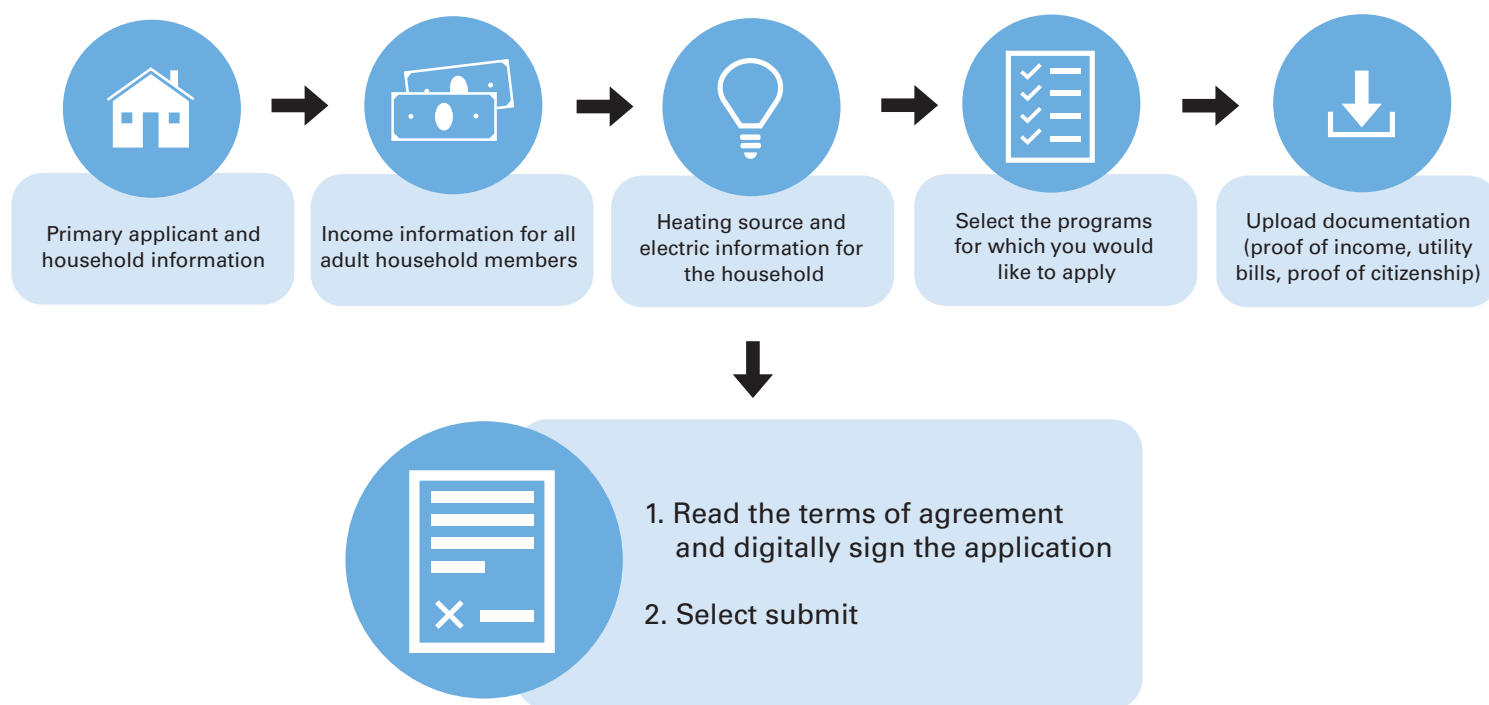 Primary applicant and
household information
Income information for all
adult household members
Heating source and
electric information for
the household
Select the programs
for which you would
like to apply
Upload documentation
(proof of income, utility
bills, proof of citizenship)
1. Read the terms of agreement
and digitally sign the application
2. Select submit